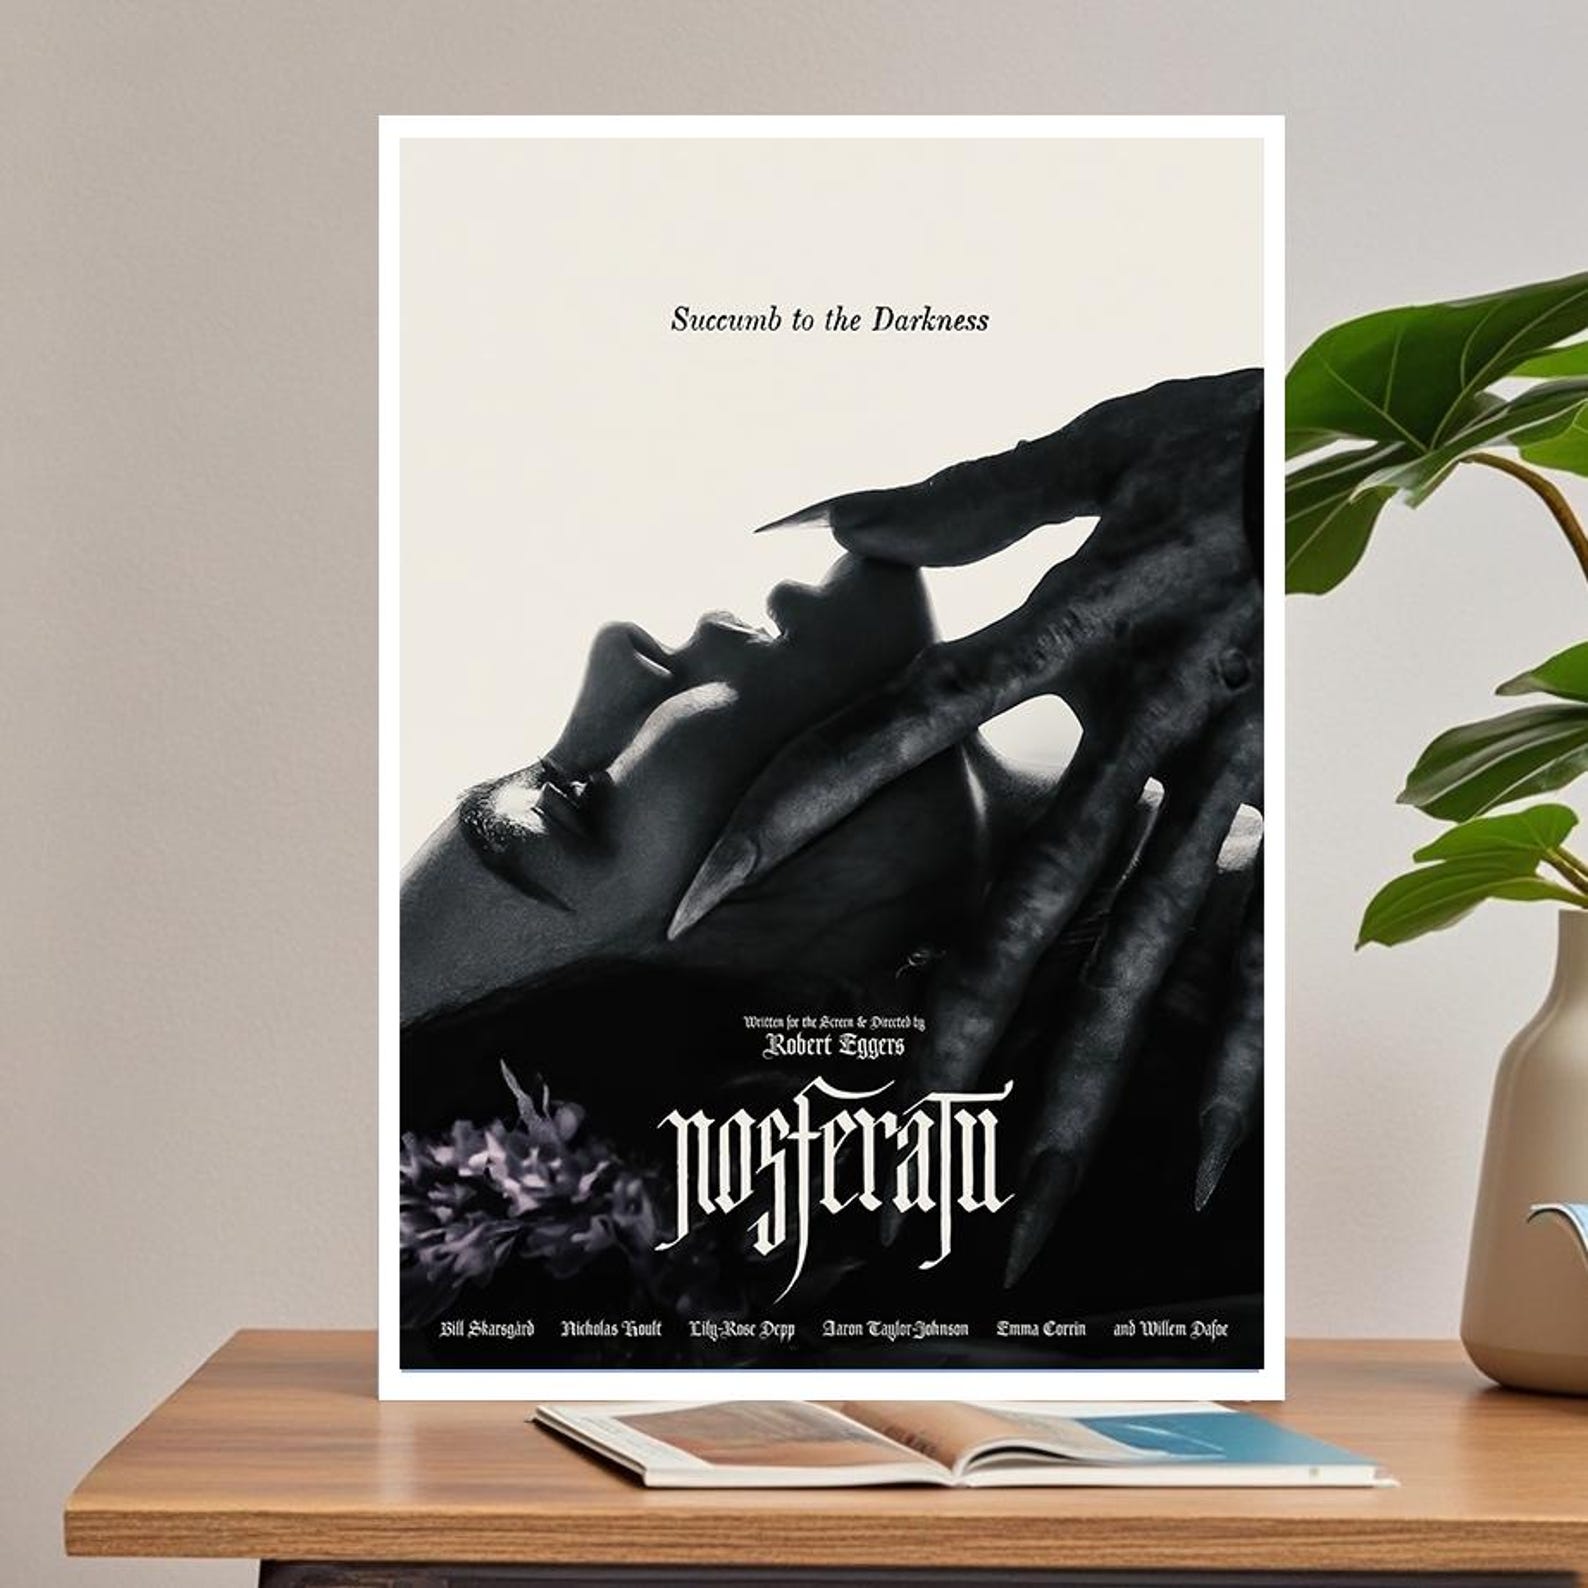 Succumb to the Darkness
Written for the Screen & Directed by
Robert Eggers
nosferatu
Bill Skarsgård Nicholas Hoult Lily-Rose Depp Aaron Taylor-Johnson Emma Corrin and Willem Dafoe